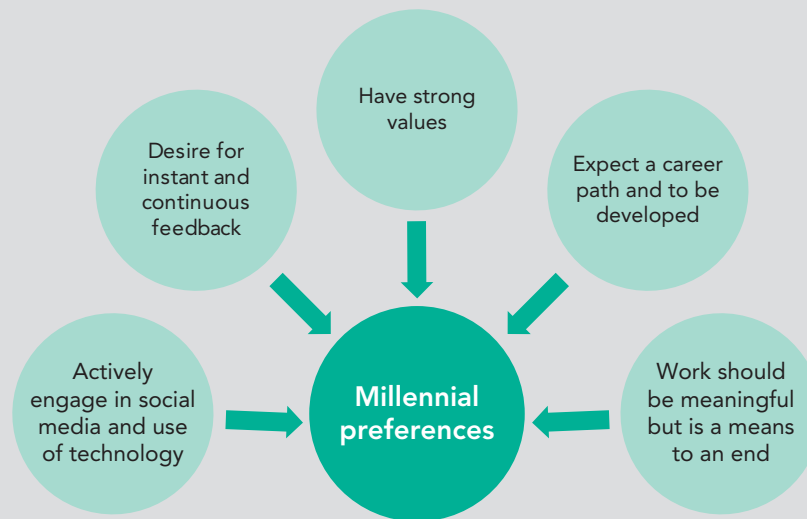 Have strong
values
Desire for
instant and
continuous
feedback
Expect a career
path and to be
developed
Actively
engage in social
media and use
of technology
Millennial
preferences
Work should
be meaningful
but is a means
to an end